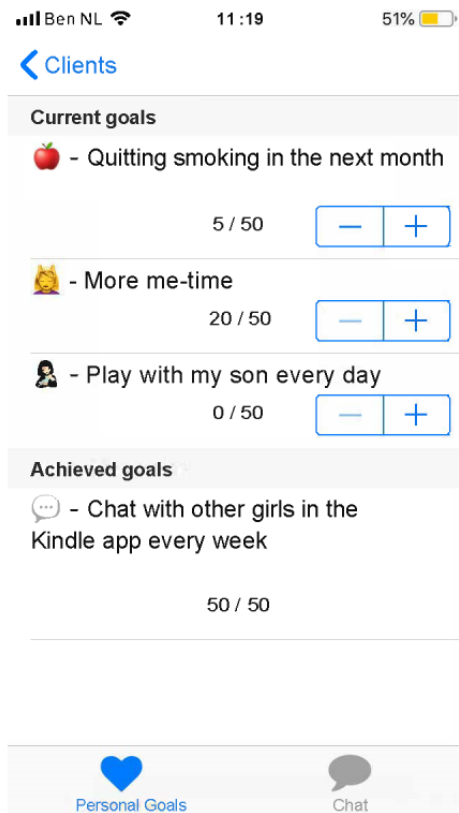 Ben NL 11:19 51%
Clients
Current goals
🍎 - Quitting smoking in the next month
5 / 50 − +
💆 - More me-time
20 / 50 − +
- Play with my son every day
0 / 50 − +
Achieved goals
💬 - Chat with other girls in the
Kindle app every week
50 / 50
Personal Goals Chat